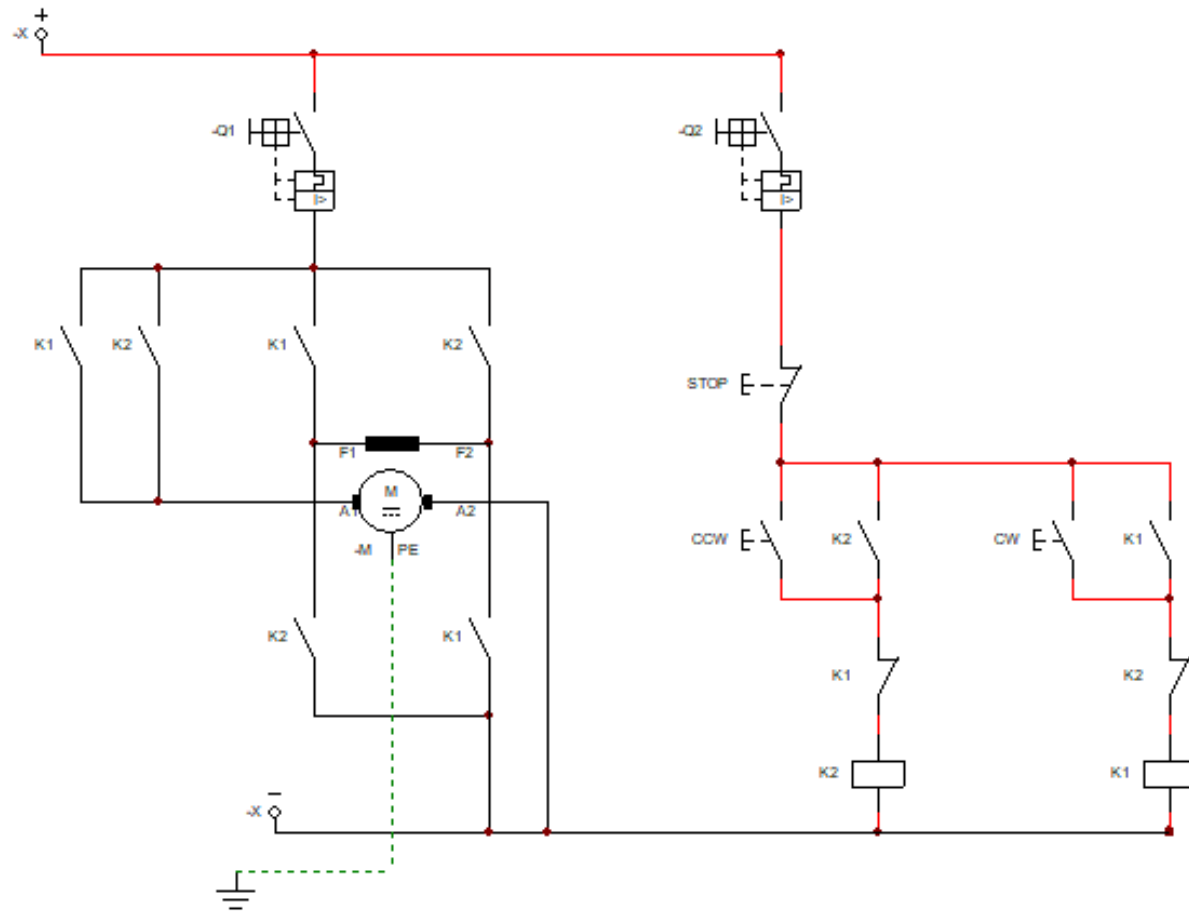 +
-X
-Q1
I>
-Q2
I>
K1
K2
K1
K2
STOP
F1
F2
M
A1
A2
-M
PE
CCW
K2
CW
K1
K2
K1
K1
K2
K2
K1
-X